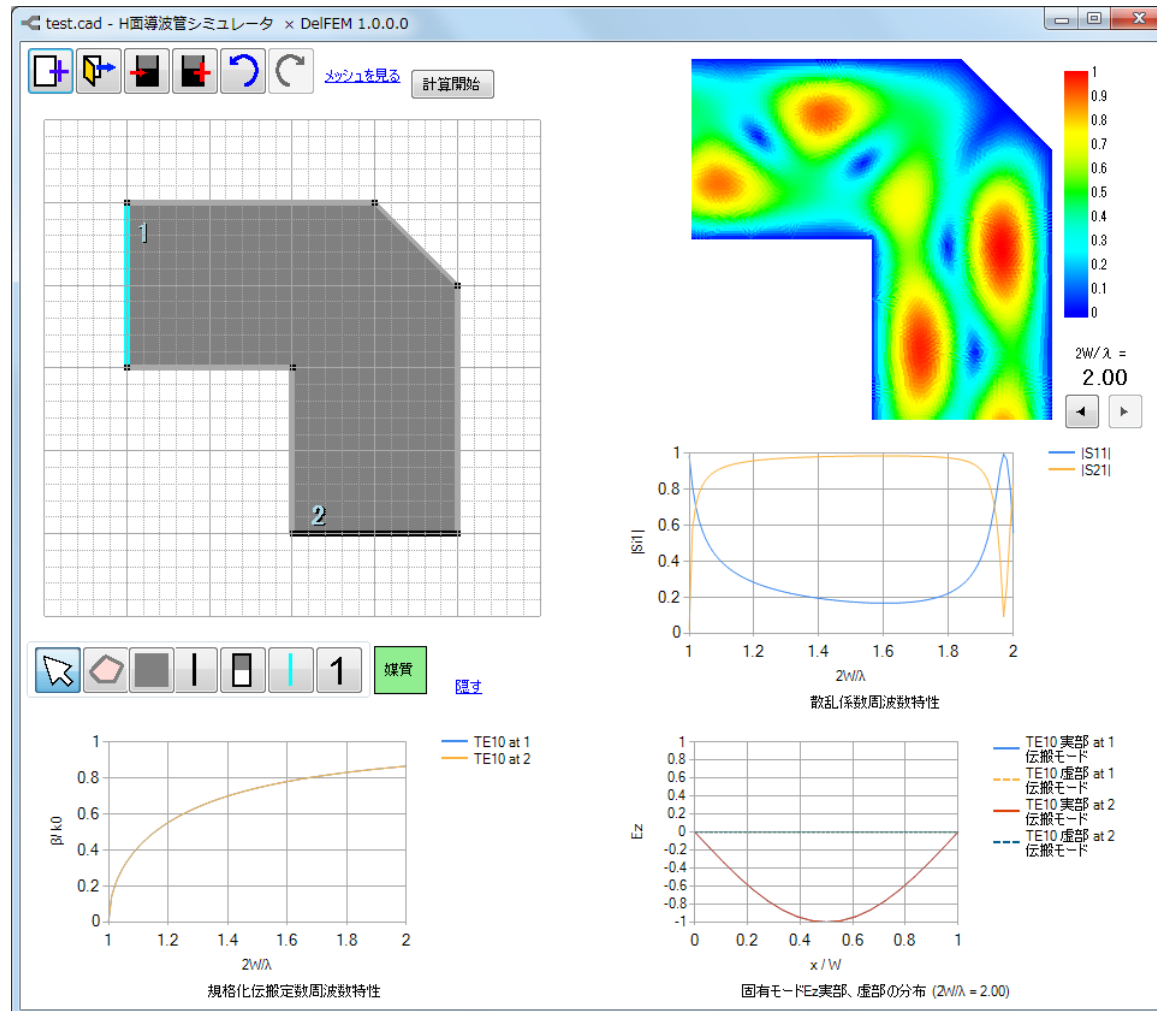 test.cad - H面導波管シミュレータ × DelFEM 1.0.0.0
メッシュを見る
計算開始
1
2
1
0.9
0.8
0.7
0.6
0.5
0.4
0.3
0.2
0.1
0
2W/λ =
2.00
|S11|
|S21|
1
0.8
0.6
0.4
0.2
0
|Si1|
1 1.2 1.4 1.6 1.8 2
2W/λ
散乱係数周波数特性
1
媒質
隠す
TE10 at 1
TE10 at 2
1
0.8
0.6
0.4
0.2
0
β/ k0
1 1.2 1.4 1.6 1.8 2
2W/λ
規格化伝搬定数周波数特性
TE10 実部 at 1
伝搬モード
TE10 虚部 at 1
伝搬モード
TE10 実部 at 2
伝搬モード
TE10 虚部 at 2
伝搬モード
1
0.8
0.6
0.4
0.2
0
-0.2
-0.4
-0.6
-0.8
-1
Ez
0 0.2 0.4 0.6 0.8 1
x / W
固有モードEz実部、虚部の分布 (2W/λ = 2.00)